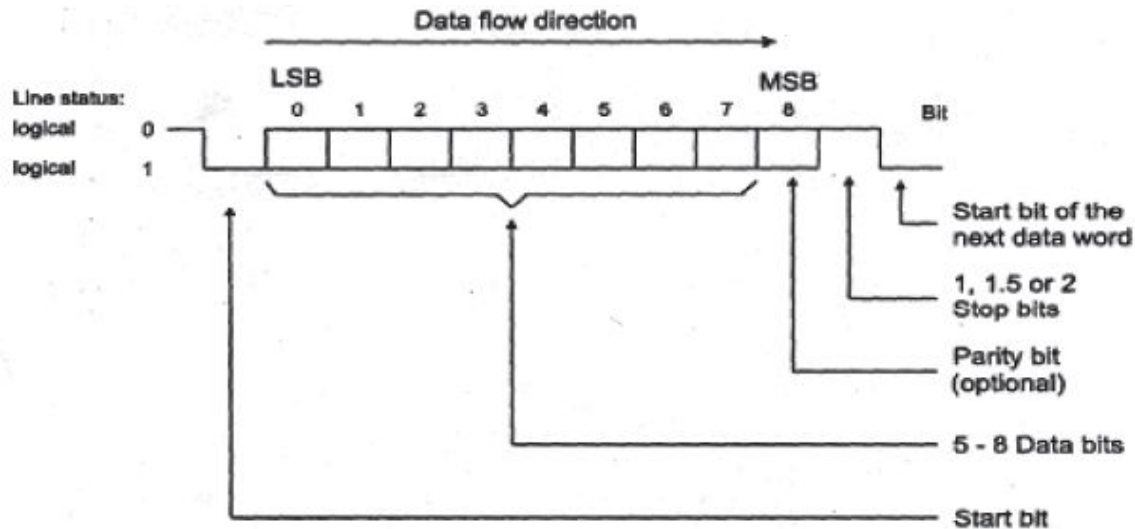 Data flow direction
LSB MSB
Line status: 0 1 2 3 4 5 6 7 8 Bit
logical 0
logical 1
Start bit of the
next data word
1, 1.5 or 2
Stop bits
Parity bit
(optional)
5 - 8 Data bits
Start bit